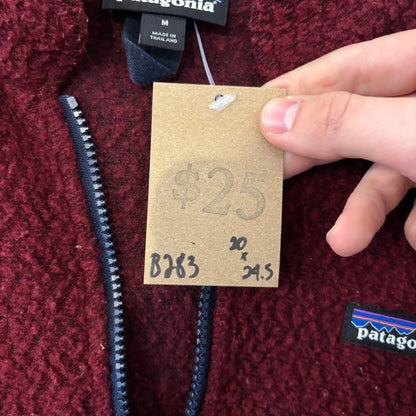 patagonia
M
MADE IN
THAILAND
$25
B283
20
x
24.5
patagonia